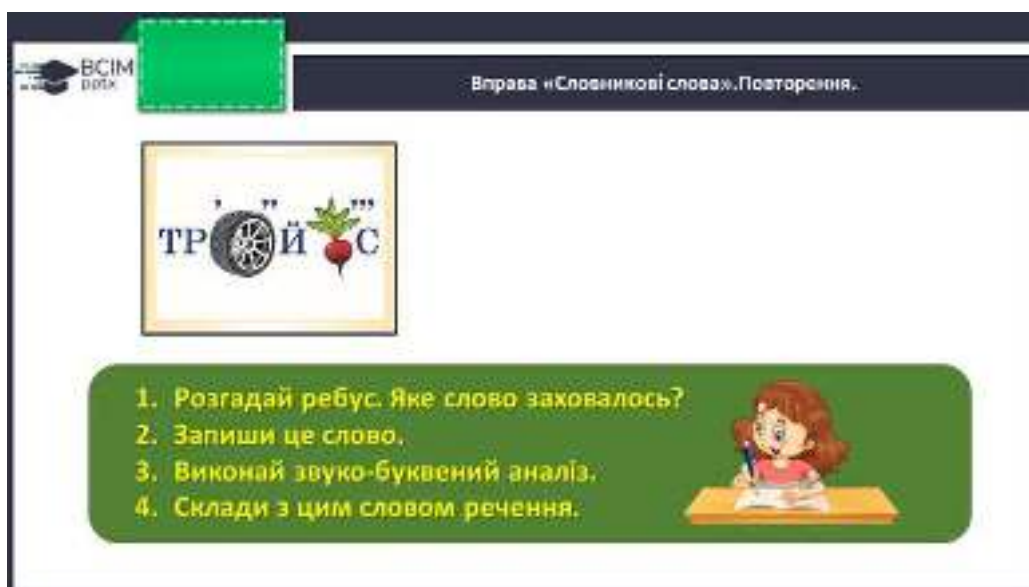 ВСІМ
pptx
Вправа «Словникові слова».Повторення.
, ,, ,,,
ТР Й С
1. Розгадай ребус. Яке слово заховалось?
2. Запиши це слово.
3. Виконай звуко-буквений аналіз.
4. Склади з цим словом речення.